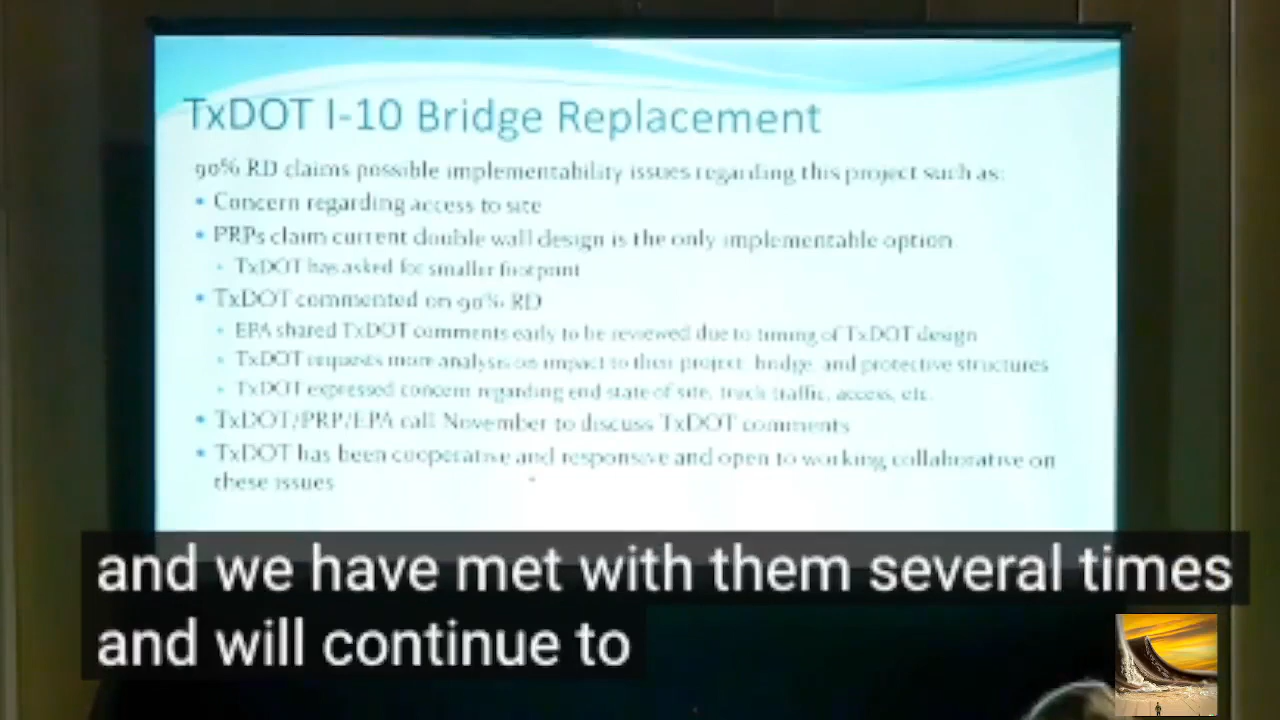 TxDOT I-10 Bridge Replacement
90% RD claims possible implementability issues regarding this project such as:
• Concern regarding access to site
• PRPs claim current double wall design is the only implementable option
• TxDOT has asked for smaller footprint
• TxDOT commented on 90% RD
• EPA shared TxDOT comments early to be reviewed due to timing of TxDOT design
• TxDOT requests more analysis on impact to their project, bridge, and protective structures
• TxDOT expressed concern regarding end state of site, truck traffic, access, etc.
• TxDOT/PRP/EPA call November to discuss TxDOT comments
• TxDOT has been cooperative and responsive and open to working collaborative on
these issues
and we have met with them several times
and will continue to